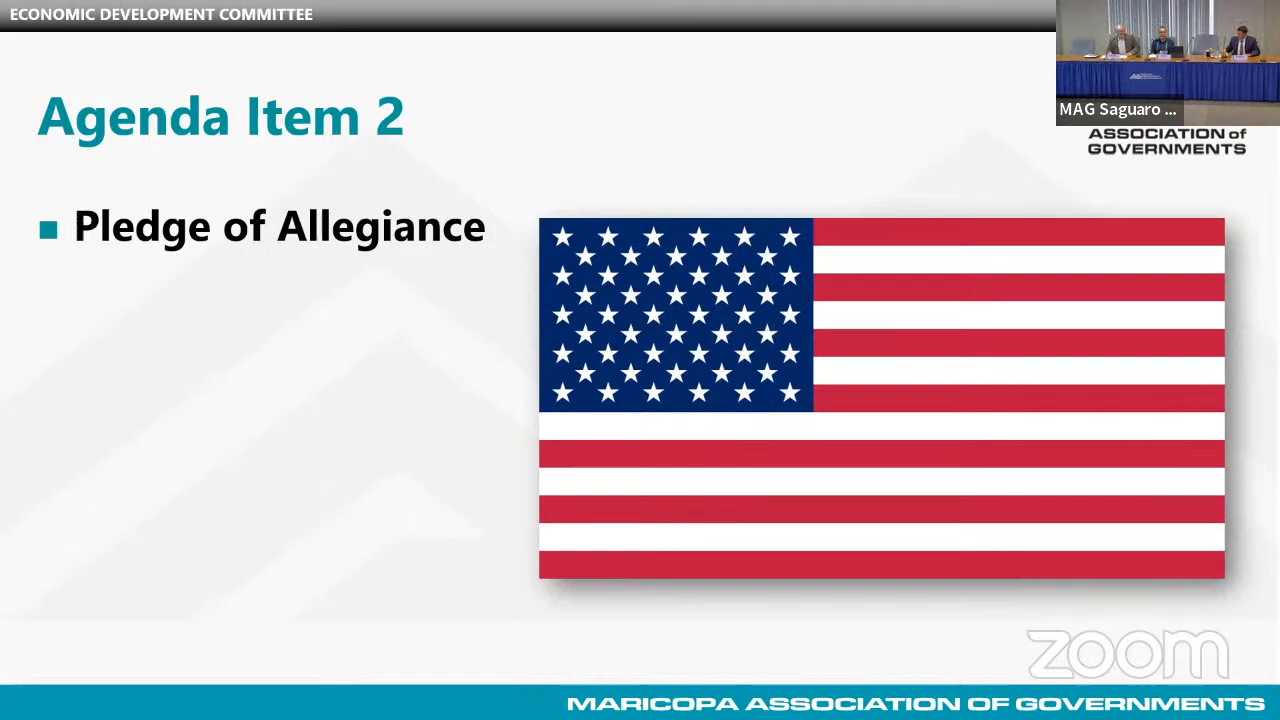 ECONOMIC DEVELOPMENT COMMITTEE
MAG Saguaro ...
ASSOCIATION of
GOVERNMENTS
Agenda Item 2
Pledge of Allegiance
zoom
MARICOPA ASSOCIATION OF GOVERNMENTS